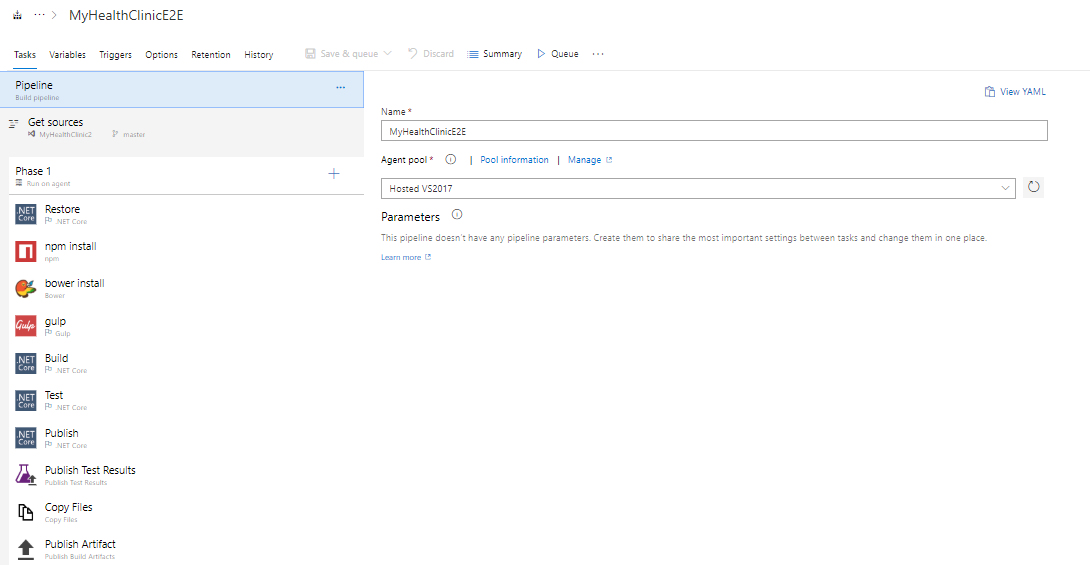 ··· > MyHealthClinicE2E
Tasks Variables Triggers Options Retention History Save & queue Discard Summary Queue ···
Pipeline ···
Build pipeline
View YAML
Get sources
MyHealthClinic2 master
Name *
MyHealthClinicE2E
Agent pool * | Pool information | Manage
Phase 1 +
Run on agent
Hosted VS2017
Parameters
This pipeline doesn't have any pipeline parameters. Create them to share the most important settings between tasks and change them in one place.
Learn more
.NET Core Restore
.NET Core
npm install
npm
bower install
Bower
Gulp gulp
Gulp
.NET Core Build
.NET Core
.NET Core Test
.NET Core
.NET Core Publish
.NET Core
Publish Test Results
Publish Test Results
Copy Files
Copy Files
Publish Artifact
Publish Build Artifacts